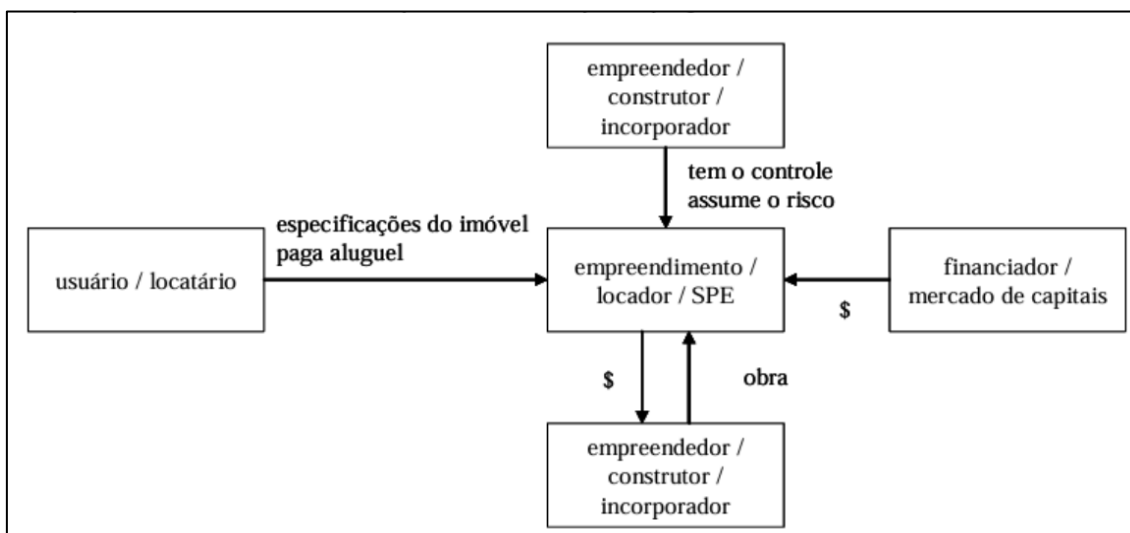 empreendedor /
construtor /
incorporador
tem o controle
assume o risco
especificações do imóvel
paga aluguel
usuário / locatário
empreendimento /
locador / SPE
financiador /
mercado de capitais
$
$
obra
empreendedor /
construtor /
incorporador